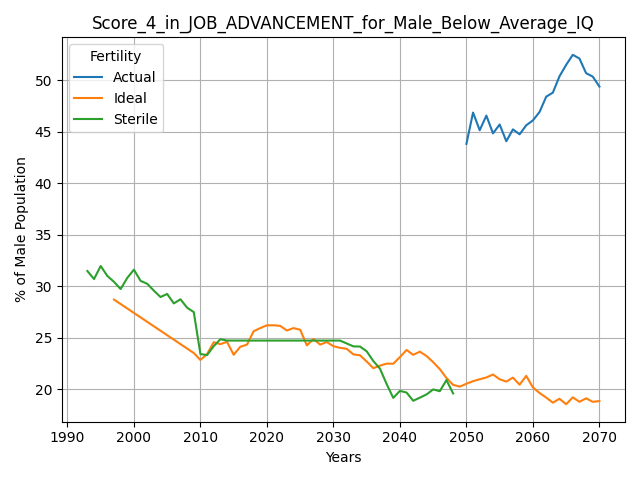 Score_4_in_JOB_ADVANCEMENT_for_Male_Below_Average_IQ
Fertility
Actual
Ideal
Sterile
% of Male Population
50
45
40
35
30
25
20
1990 2000 2010 2020 2030 2040 2050 2060 2070
Years